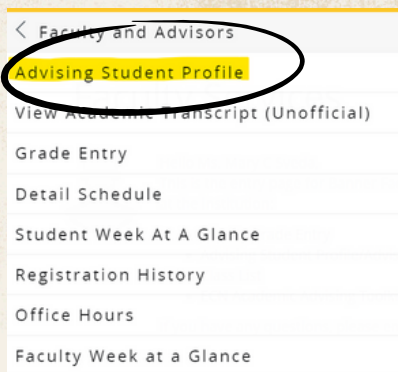 < Faculty and Advisors
Advising Student Profile
View Academic Transcript (Unofficial)
Grade Entry
Detail Schedule
Student Week At A Glance
Registration History
Office Hours
Faculty Week at a Glance